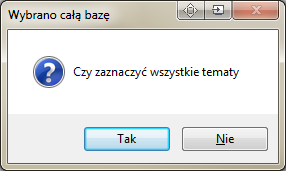 Wybrano całą bazę
Czy zaznaczyć wszystkie tematy
Tak
Nie